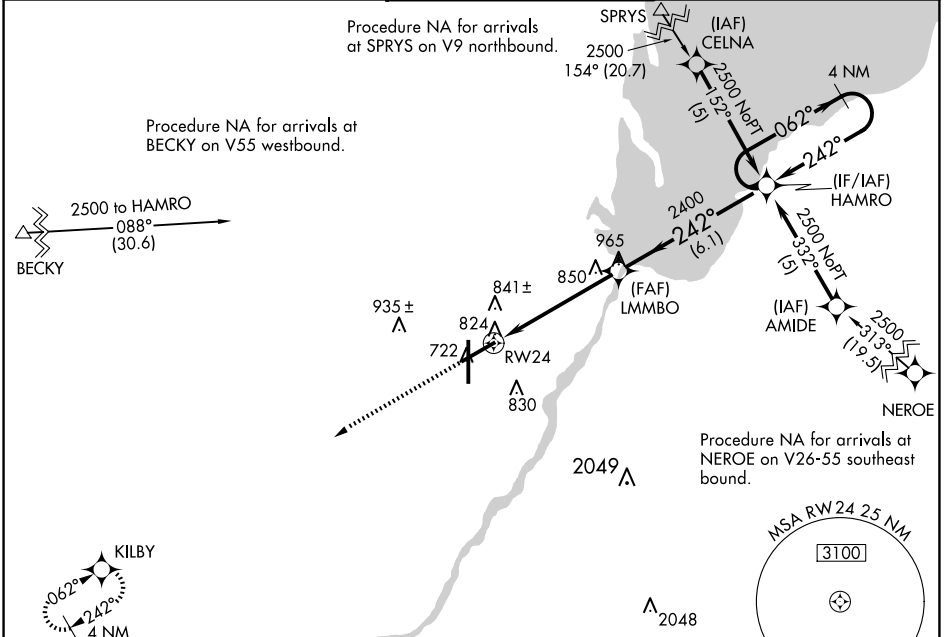 Procedure NA for arrivals
at SPRYS on V9 northbound.
SPRYS
2500
154° (20.7)
(IAF)
CELNA
2500 NoPT
152°
(5)
4 NM
062°
242°
(IF/IAF)
HAMRO
Procedure NA for arrivals at
BECKY on V55 westbound.
2500 to HAMRO
088°
(30.6)
BECKY
2400
242°
(6.1)
2500 NoPT
332°
(5)
965
850
(FAF)
LMMBO
841±
935±
824
722
RW24
830
(IAF)
AMIDE
2500
313°
(19.5)
NEROE
Procedure NA for arrivals at
NEROE on V26-55 southeast
bound.
2049
MSA RW24 25 NM
3100
KILBY
062°
242°
4 NM
2048